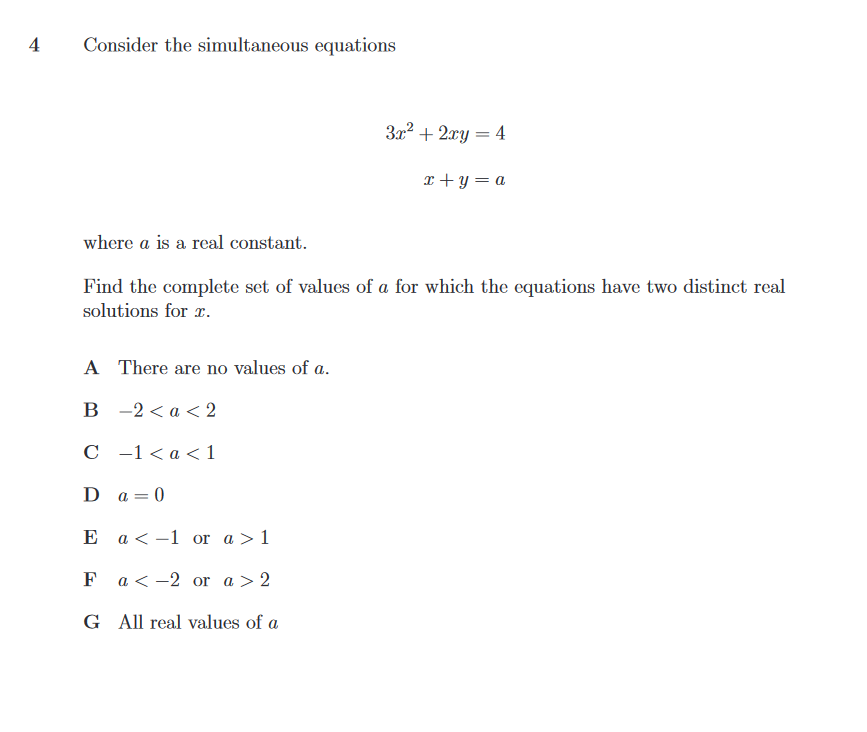 4 Consider the simultaneous equations
3x² + 2xy = 4
x + y = a
where a is a real constant.
Find the complete set of values of a for which the equations have two distinct real
solutions for x.
A There are no values of a.
B −2 < a < 2
C −1 < a < 1
D a = 0
E a < −1 or a > 1
F a < −2 or a > 2
G All real values of a